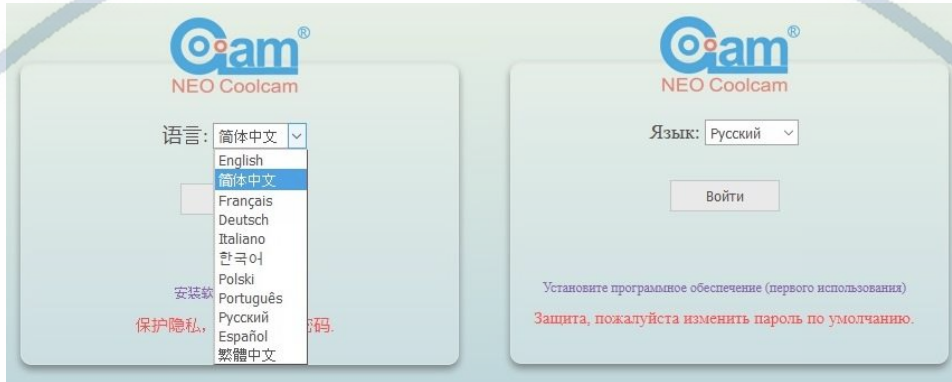 Cam®
NEO Coolcam
语言: 简体中文
English
简体中文
Français
Deutsch
Italiano
한국어
Polski
Português
Русский
Español
繁體中文
安装软
保护隐私, 密码.
Cam®
NEO Coolcam
Язык: Русский
Войти
Установите программное обеспечение (первого использования)
Защита, пожалуйста изменить пароль по умолчанию.